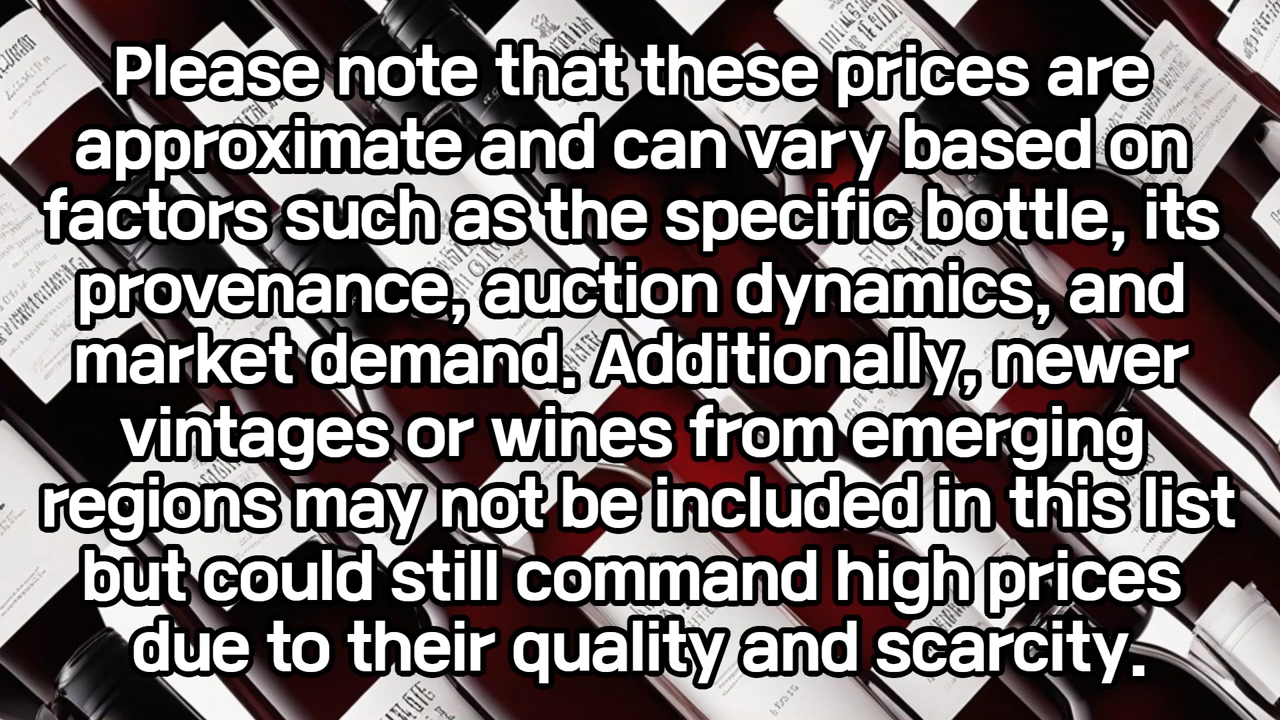 Please note that these prices are
approximate and can vary based on
factors such as the specific bottle, its
provenance, auction dynamics, and
market demand. Additionally, newer
vintages or wines from emerging
regions may not be included in this list
but could still command high prices
due to their quality and scarcity.